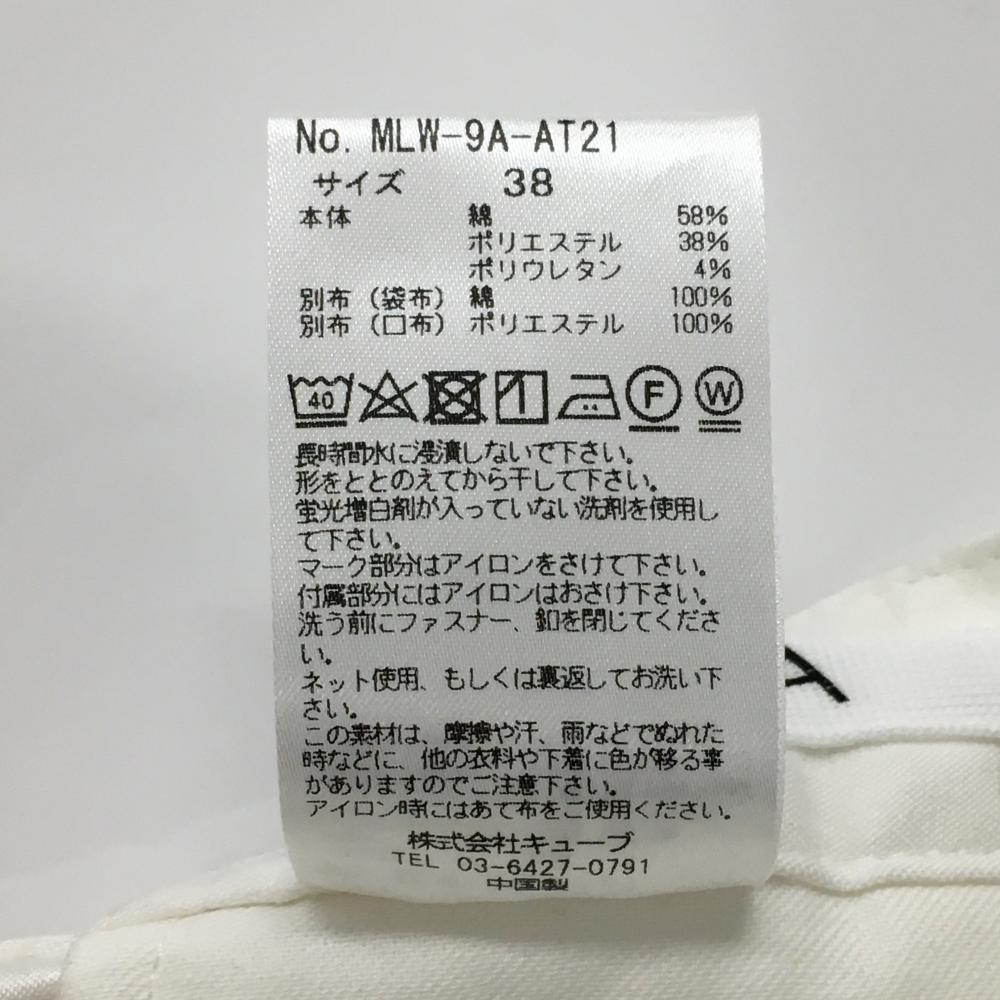 No. MLW-9A-AT21
サイズ 38
本体 綿 58%
ポリエステル 38%
ポリウレタン 4%
別布（袋布） 綿 100%
別布（口布） ポリエステル 100%
40 F W
長時間水に浸漬しないで下さい。
形をととのえてから干して下さい。
蛍光増白剤が入っていない洗剤を使用し
て下さい。
マーク部分はアイロンをさけて下さい。
付属部分にはアイロンはおさけ下さい。
洗う前にファスナー、釦を閉じてくださ
い。
ネット使用、もしくは裏返してお洗い下
さい。
この素材は、摩擦や汗、雨などでぬれた
時などに、他の衣料や下着に色が移る事
がありますのでご注意下さい。
アイロン時にはあて布をご使用ください。
株式会社キューブ
TEL 03-6427-0791
中国製
A